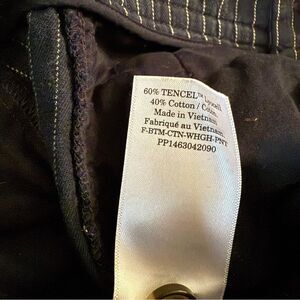 60% TENCEL™ Lyocell
40% Cotton / Coton
Made in Vietnam
Fabriqué au Vietnam
F-BTM-CTN-WHGH-PNT
PP1463042090